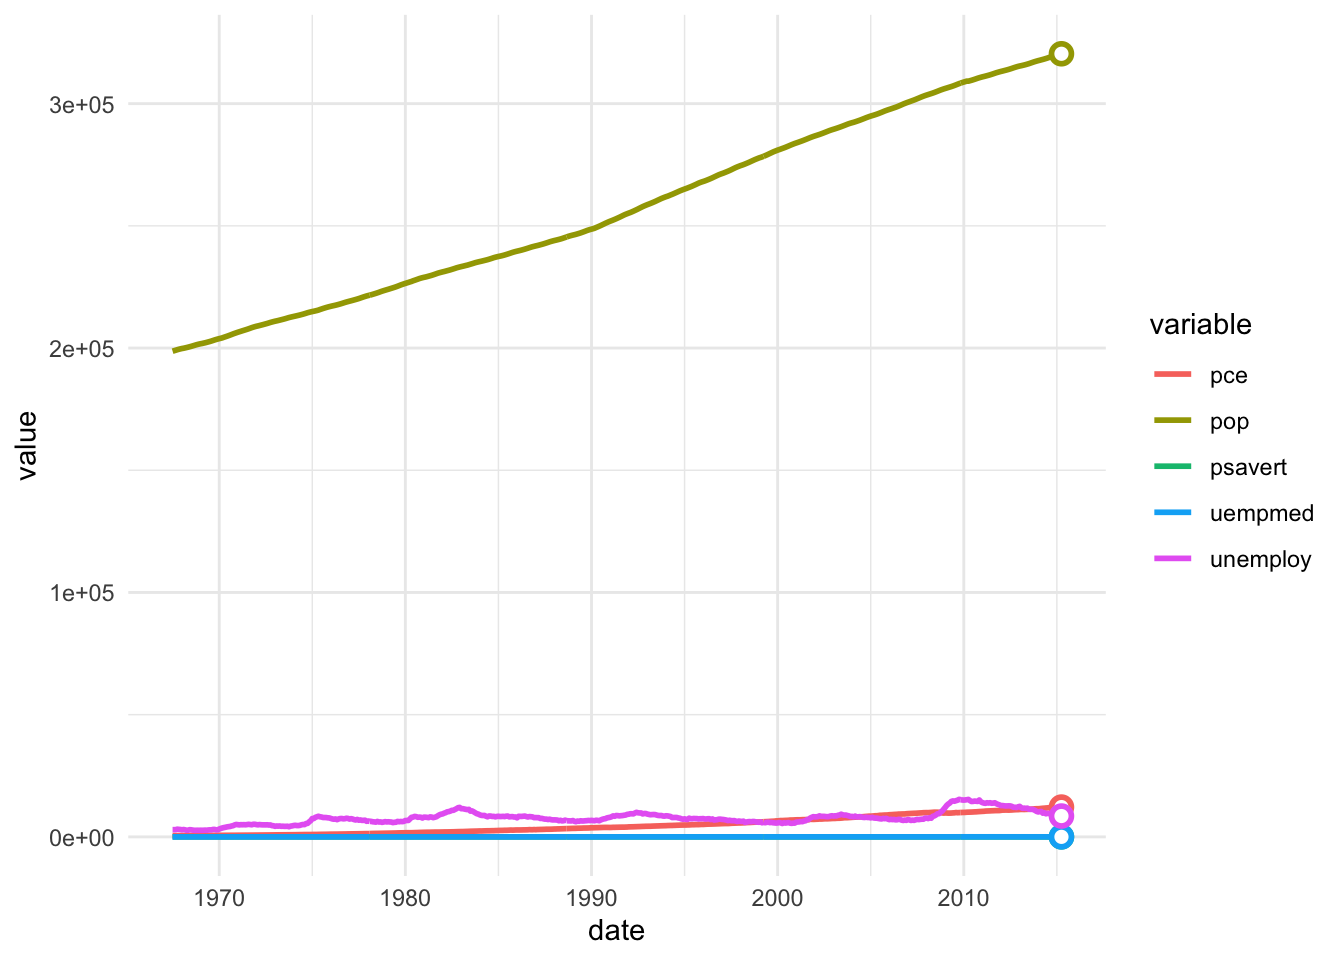 3e+05
2e+05
1e+05
0e+00
value
1970 1980 1990 2000 2010
date
variable
pce
pop
psavert
uempmed
unemploy